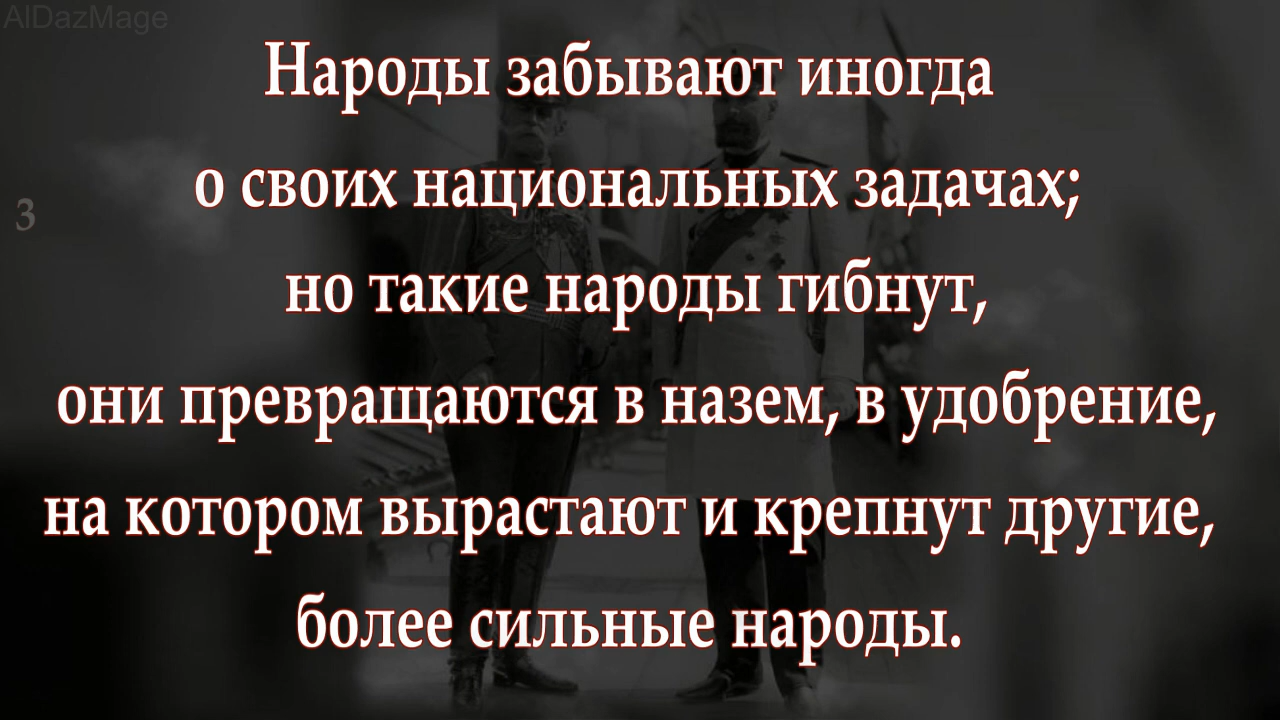 AlDazMage
Народы забывают иногда
о своих национальных задачах;
3
но такие народы гибнут,
они превращаются в назем, в удобрение,
на котором вырастают и крепнут другие,
более сильные народы.